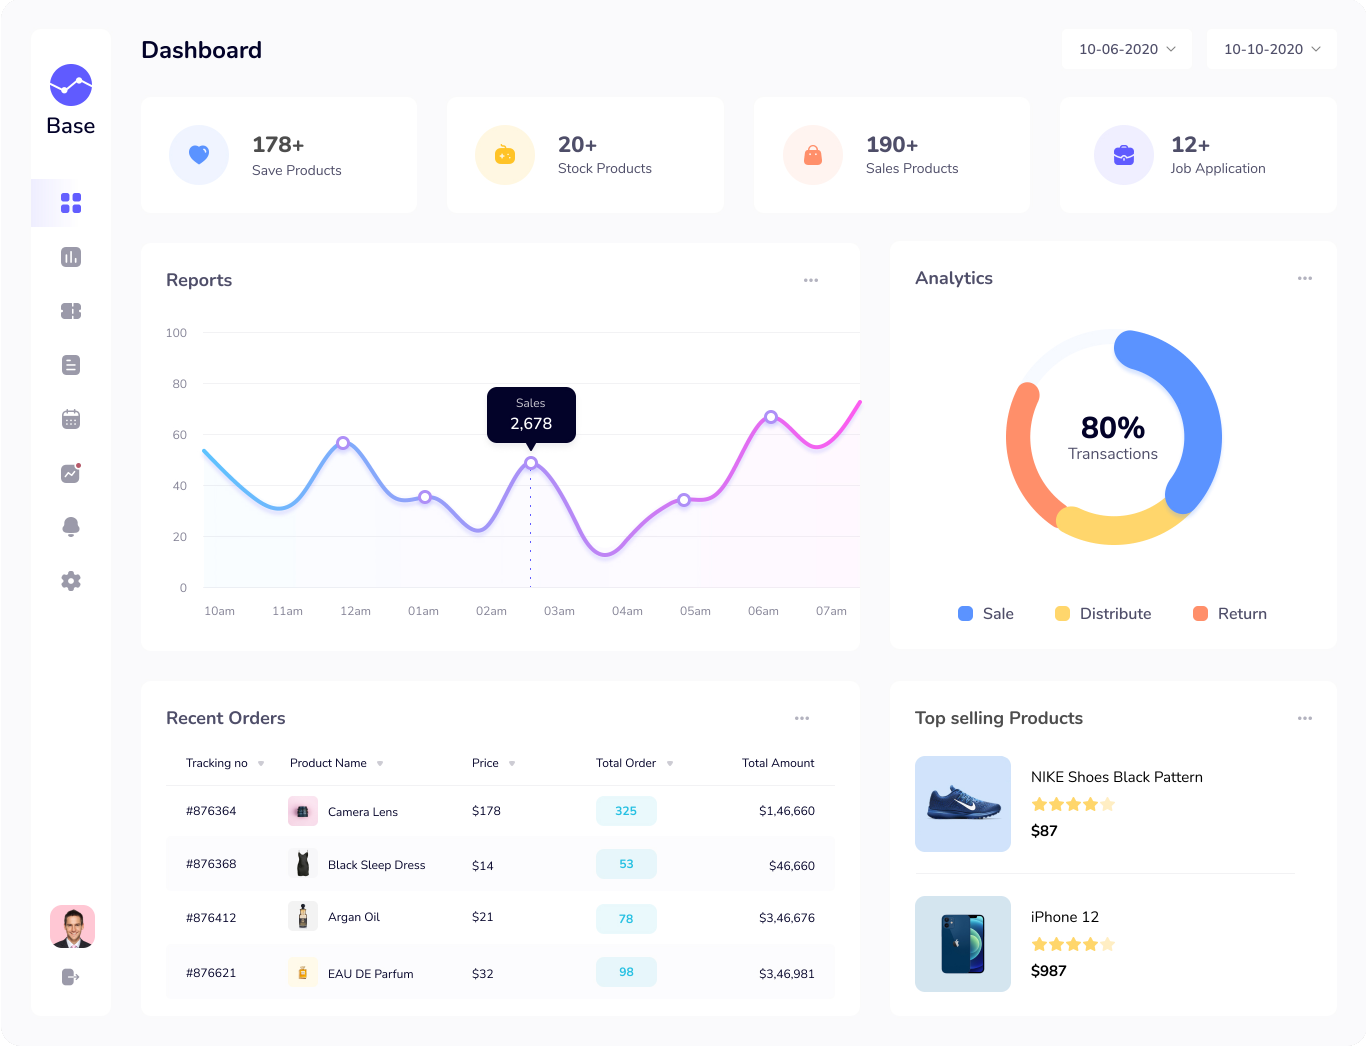 Dashboard
10-06-2020
10-10-2020
Base
178+
Save Products
20+
Stock Products
190+
Sales Products
12+
Job Application
Reports
100
80
60
40
20
0
Sales
2,678
10am 11am 12am 01am 02am 03am 04am 05am 06am 07am
Analytics
80%
Transactions
Sale Distribute Return
Recent Orders
Tracking no Product Name Price Total Order Total Amount
#876364 Camera Lens $178 325 $1,46,660
#876368 Black Sleep Dress $14 53 $46,660
#876412 Argan Oil $21 78 $3,46,676
#876621 EAU DE Parfum $32 98 $3,46,981
Top selling Products
NIKE Shoes Black Pattern
$87
iPhone 12
$987